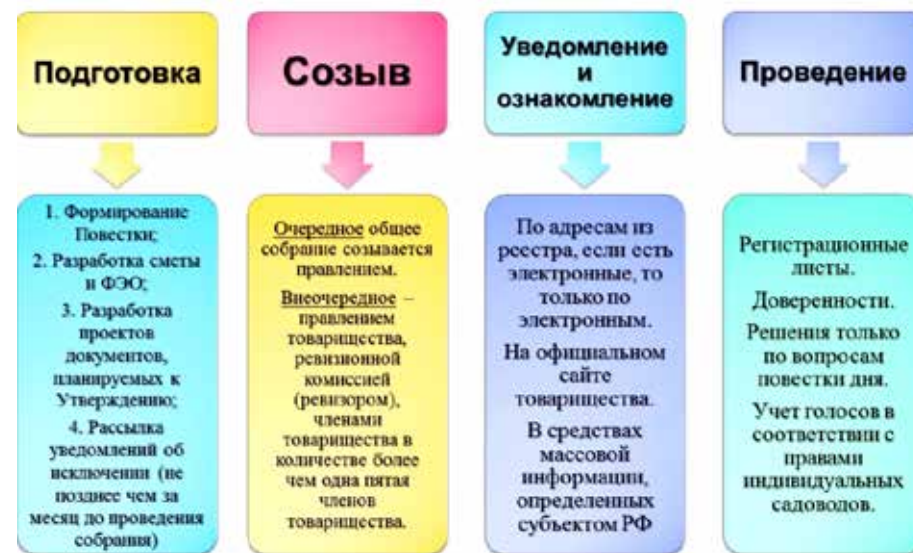 Подготовка
1. Формирование
Повестки;
2. Разработка сметы
и ФЭО;
3. Разработка
проектов
документов,
планируемых к
Утверждению;
4. Рассылка
уведомлений об
исключении (не
позднее чем за
месяц до проведения
собрания)
Созыв
Очередное общее
собрание созывается
правлением.
Внеочередное –
правлением
товарищества,
ревизионной
комиссией
(ревизором),
членами
товарищества в
количестве более
чем одна пятая
членов
товарищества.
Уведомление
и
ознакомление
По адресам из
реестра, если есть
электронные, то
только по
электронным.
На официальном
сайте
товарищества.
В средствах
массовой
информации,
определенных
субъектом РФ
Проведение
Регистрационные
листы.
Доверенности.
Решения только
по вопросам
повестки дня.
Учет голосов в
соответствии с
правами
индивидуальных
садоволов.